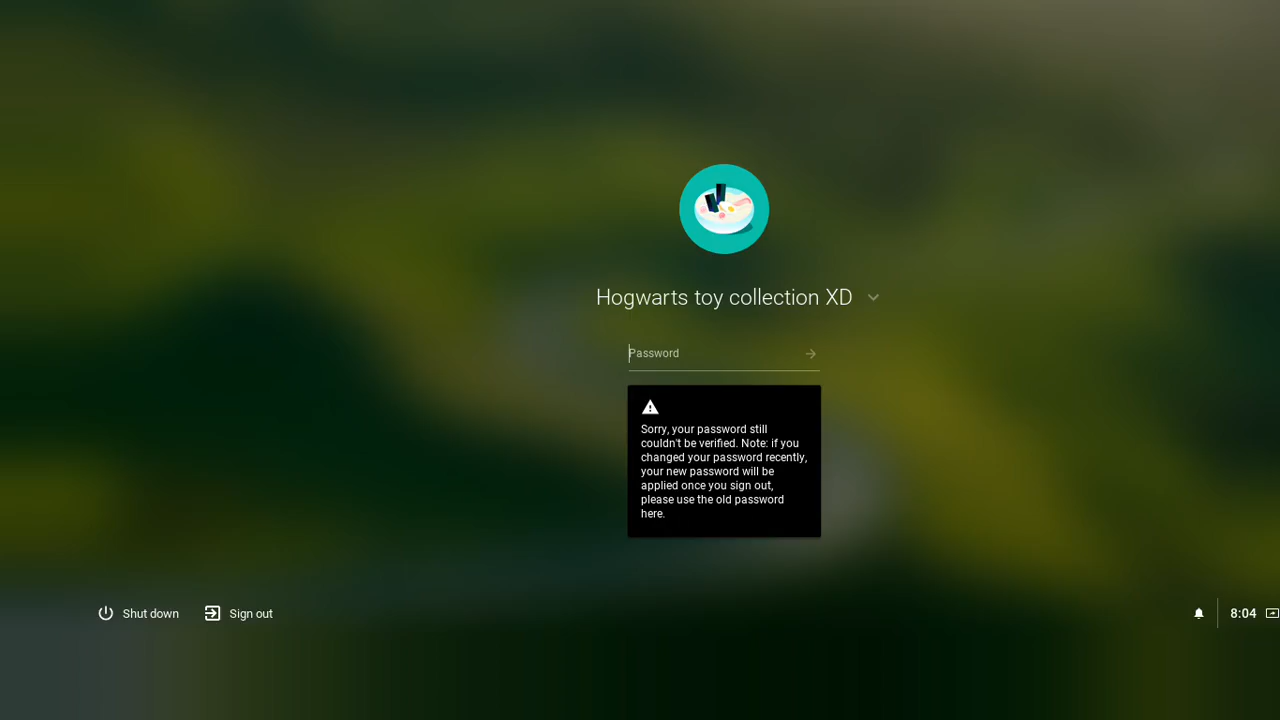 Hogwarts toy collection XD
Password
Sorry, your password still
couldn't be verified. Note: if you
changed your password recently,
your new password will be
applied once you sign out,
please use the old password
here.
Shut down
Sign out
8:04